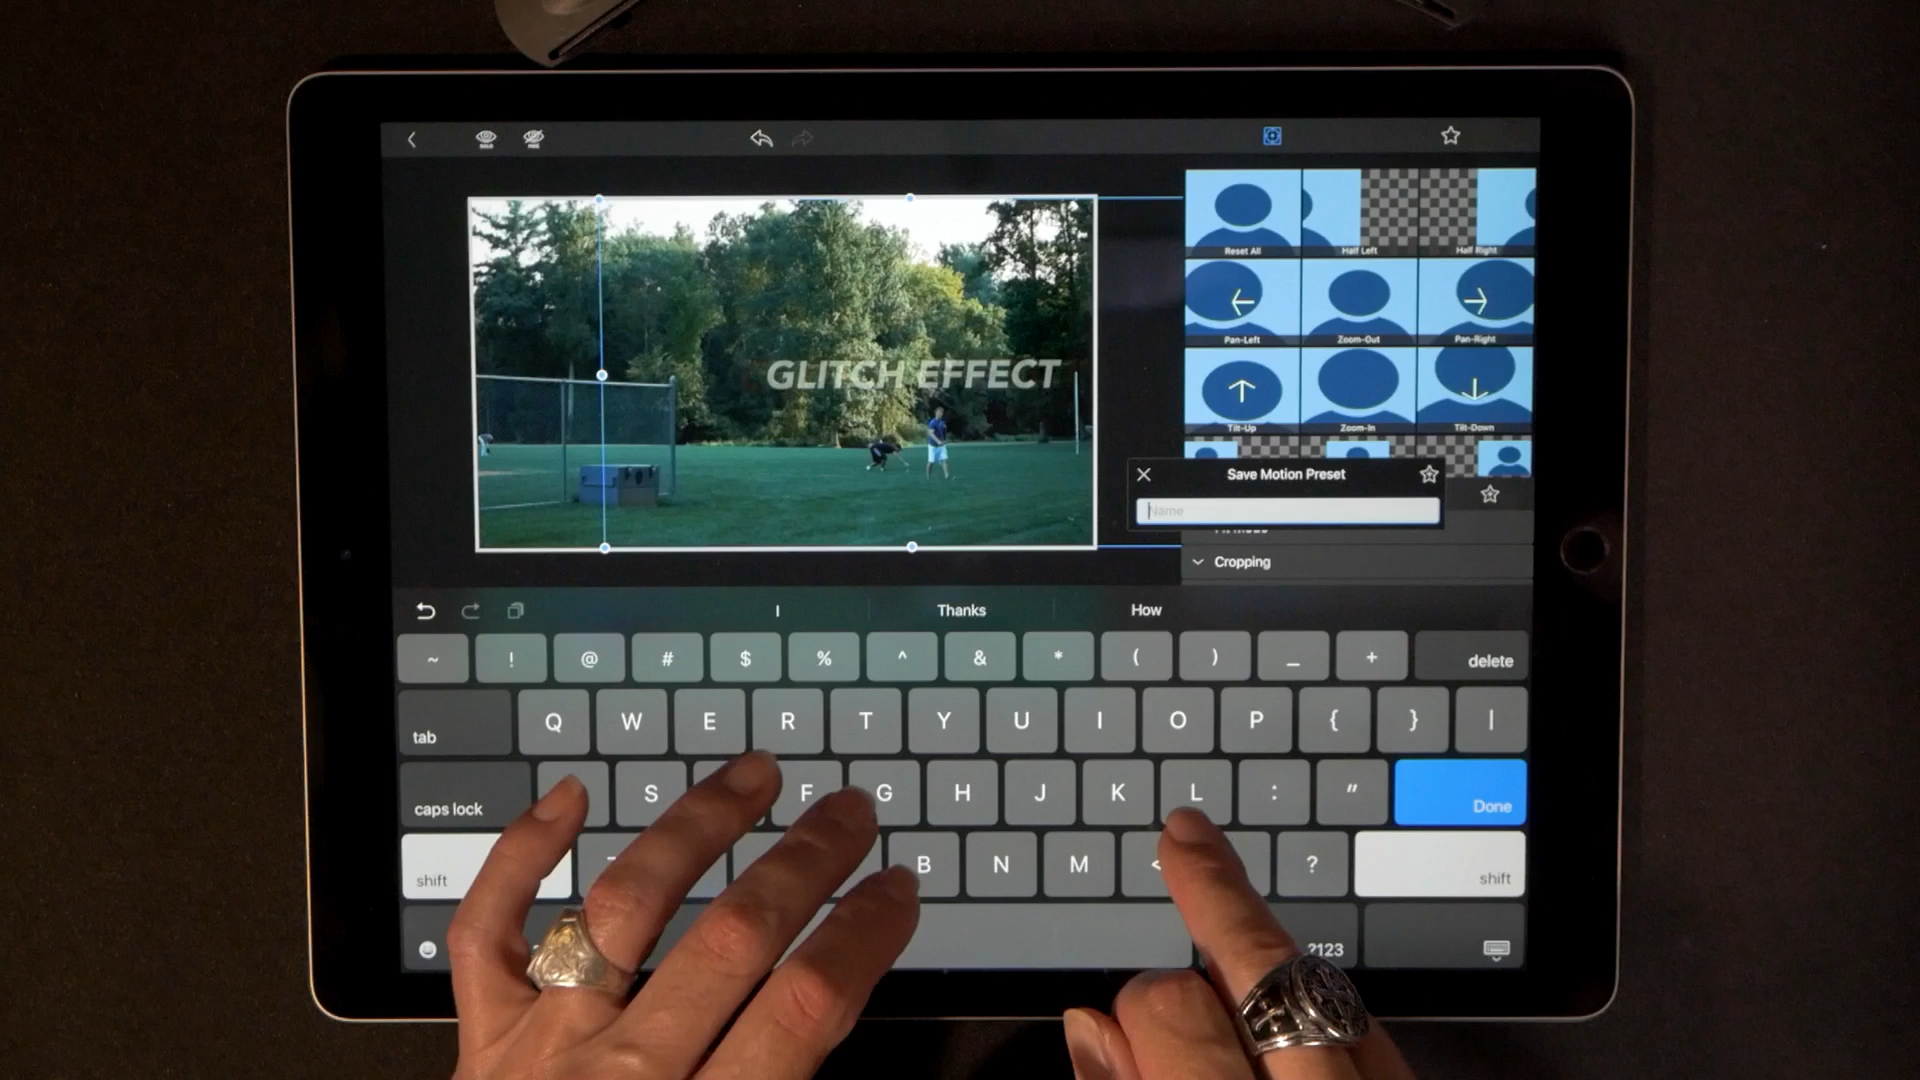 Reset All
Half Left
Half Right
Pan-Left
Zoom-Out
Pan-Right
GLITCH EFFECT
Tilt-Up
Zoom-In
Tilt-Down
Save Motion Preset
Name
Cropping
I
Thanks
How
~ ! @ # $ % ^ & * ( ) _ + delete
tab Q W E R T Y U I O P { } |
caps lock S F G H J K L : " Done
shift B N M < ? shift
.?123